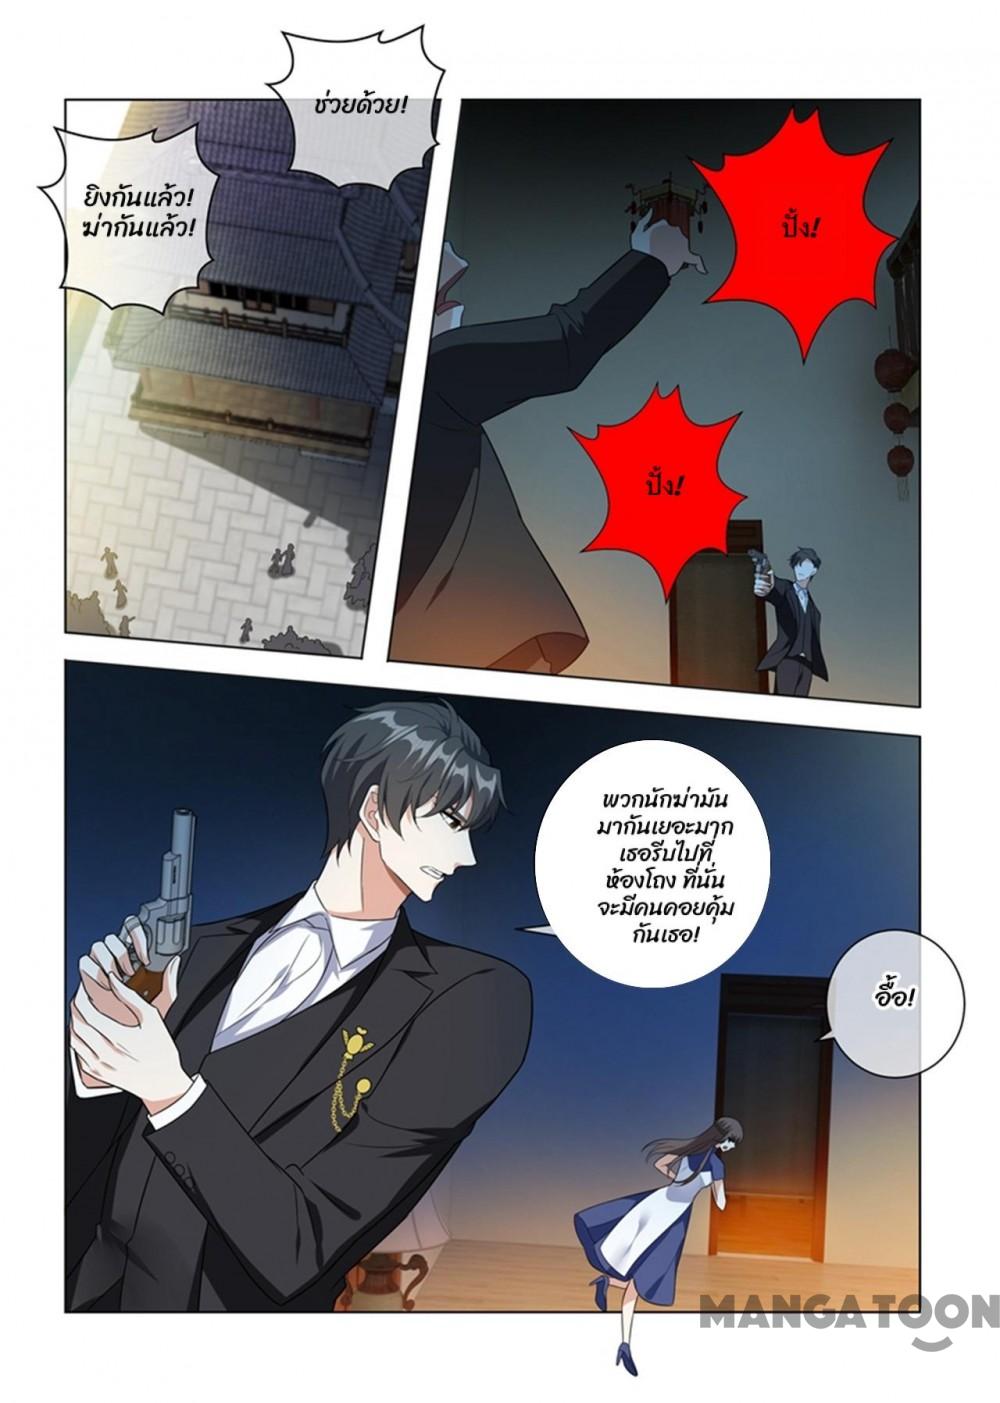 ช่วยด้วย!
ยิงกันแล้ว!
ฆ่ากันแล้ว!
ปั้ง!
ปั้ง!
พวกนักฆ่ามัน
มากันเยอะมาก
เธอรีบไปที่
ห้องโถง ที่นั่น
จะมีคนคอยคุ้ม
กันเธอ!
อื้อ!
MANGATOON